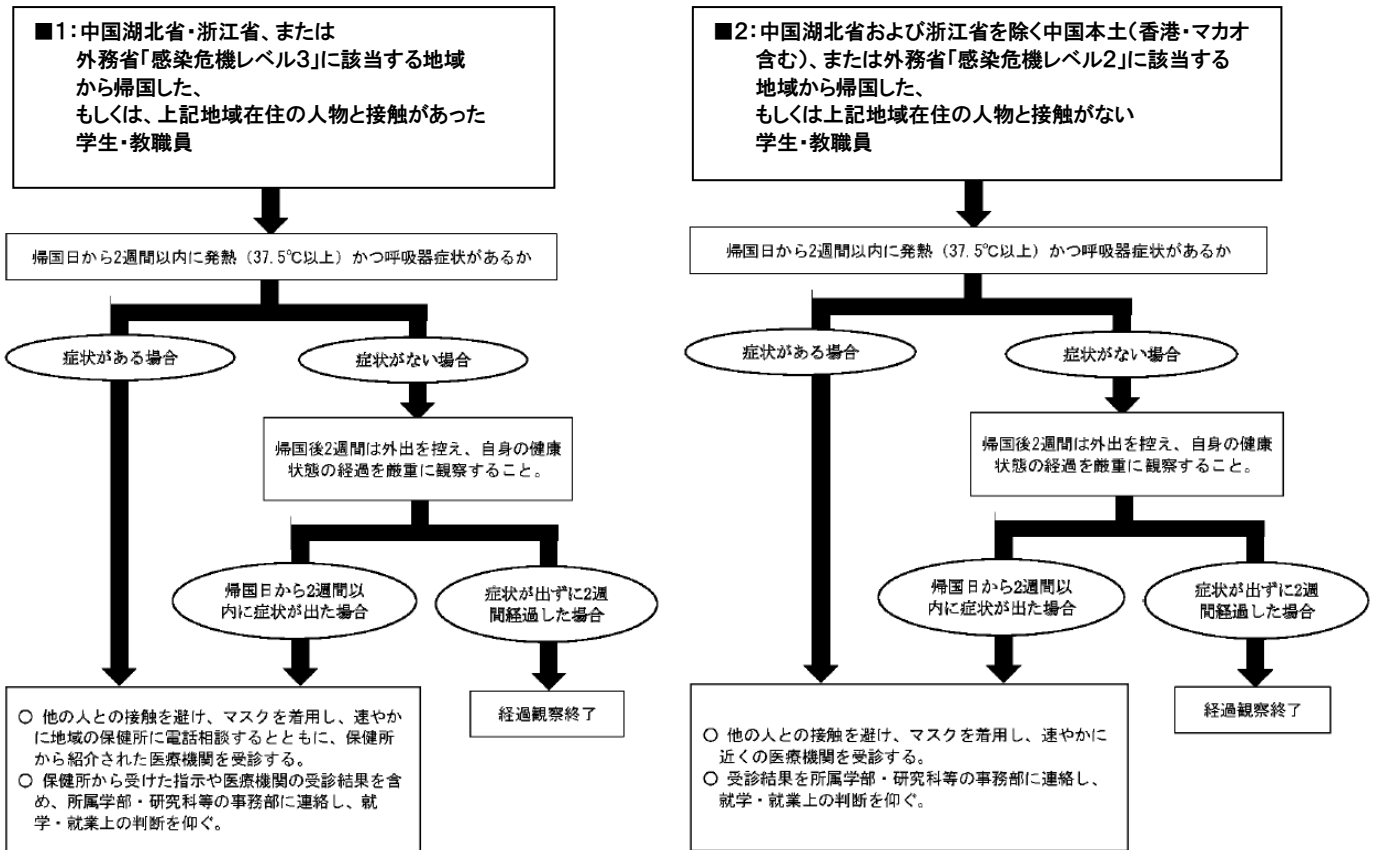 ■1:中国湖北省・浙江省、または
外務省「感染危機レベル3」に該当する地域
から帰国した、
もしくは、上記地域在住の人物と接触があった
学生・教職員
帰国日から2週間以内に発熱（37.5℃以上）かつ呼吸器症状があるか
症状がある場合
症状がない場合
帰国後2週間は外出を控え、自身の健康
状態の経過を厳重に観察すること。
帰国日から2週間以
内に症状が出た場合
症状が出ずに2週
間経過した場合
○ 他の人との接触を避け、マスクを着用し、速やか
に地域の保健所に電話相談するとともに、保健所
から紹介された医療機関を受診する。
○ 保健所から受けた指示や医療機関の受診結果を含
め、所属学部・研究科等の事務部に連絡し、就
学・就業上の判断を仰ぐ。
経過観察終了
■2:中国湖北省および浙江省を除く中国本土(香港・マカオ
含む)、または外務省「感染危機レベル2」に該当する
地域から帰国した、
もしくは上記地域在住の人物と接触がない
学生・教職員
帰国日から2週間以内に発熱（37.5℃以上）かつ呼吸器症状があるか
症状がある場合
症状がない場合
帰国後2週間は外出を控え、自身の健康
状態の経過を厳重に観察すること。
帰国日から2週間以
内に症状が出た場合
症状が出ずに2週
間経過した場合
○ 他の人との接触を避け、マスクを着用し、速やかに
近くの医療機関を受診する。
○ 受診結果を所属学部・研究科等の事務部に連絡し、
就学・就業上の判断を仰ぐ。
経過観察終了